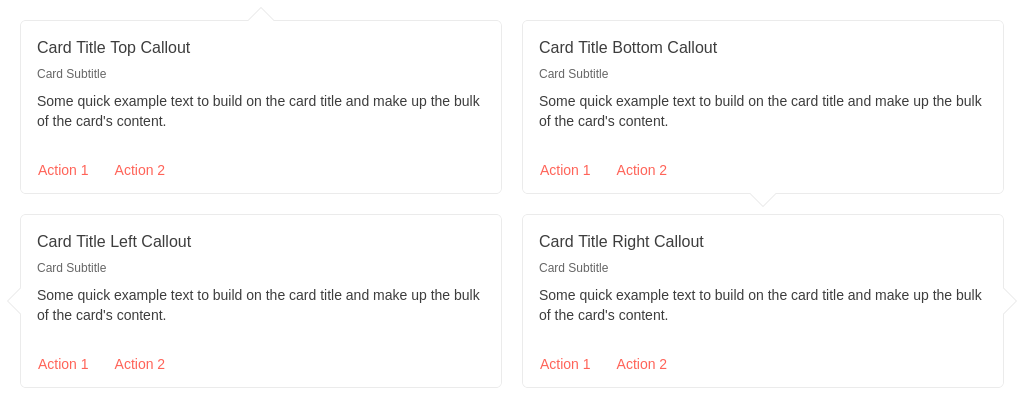 Card Title Top Callout
Card Subtitle
Some quick example text to build on the card title and make up the bulk
of the card's content.
Action 1 Action 2
Card Title Bottom Callout
Card Subtitle
Some quick example text to build on the card title and make up the bulk
of the card's content.
Action 1 Action 2
Card Title Left Callout
Card Subtitle
Some quick example text to build on the card title and make up the bulk
of the card's content.
Action 1 Action 2
Card Title Right Callout
Card Subtitle
Some quick example text to build on the card title and make up the bulk
of the card's content.
Action 1 Action 2